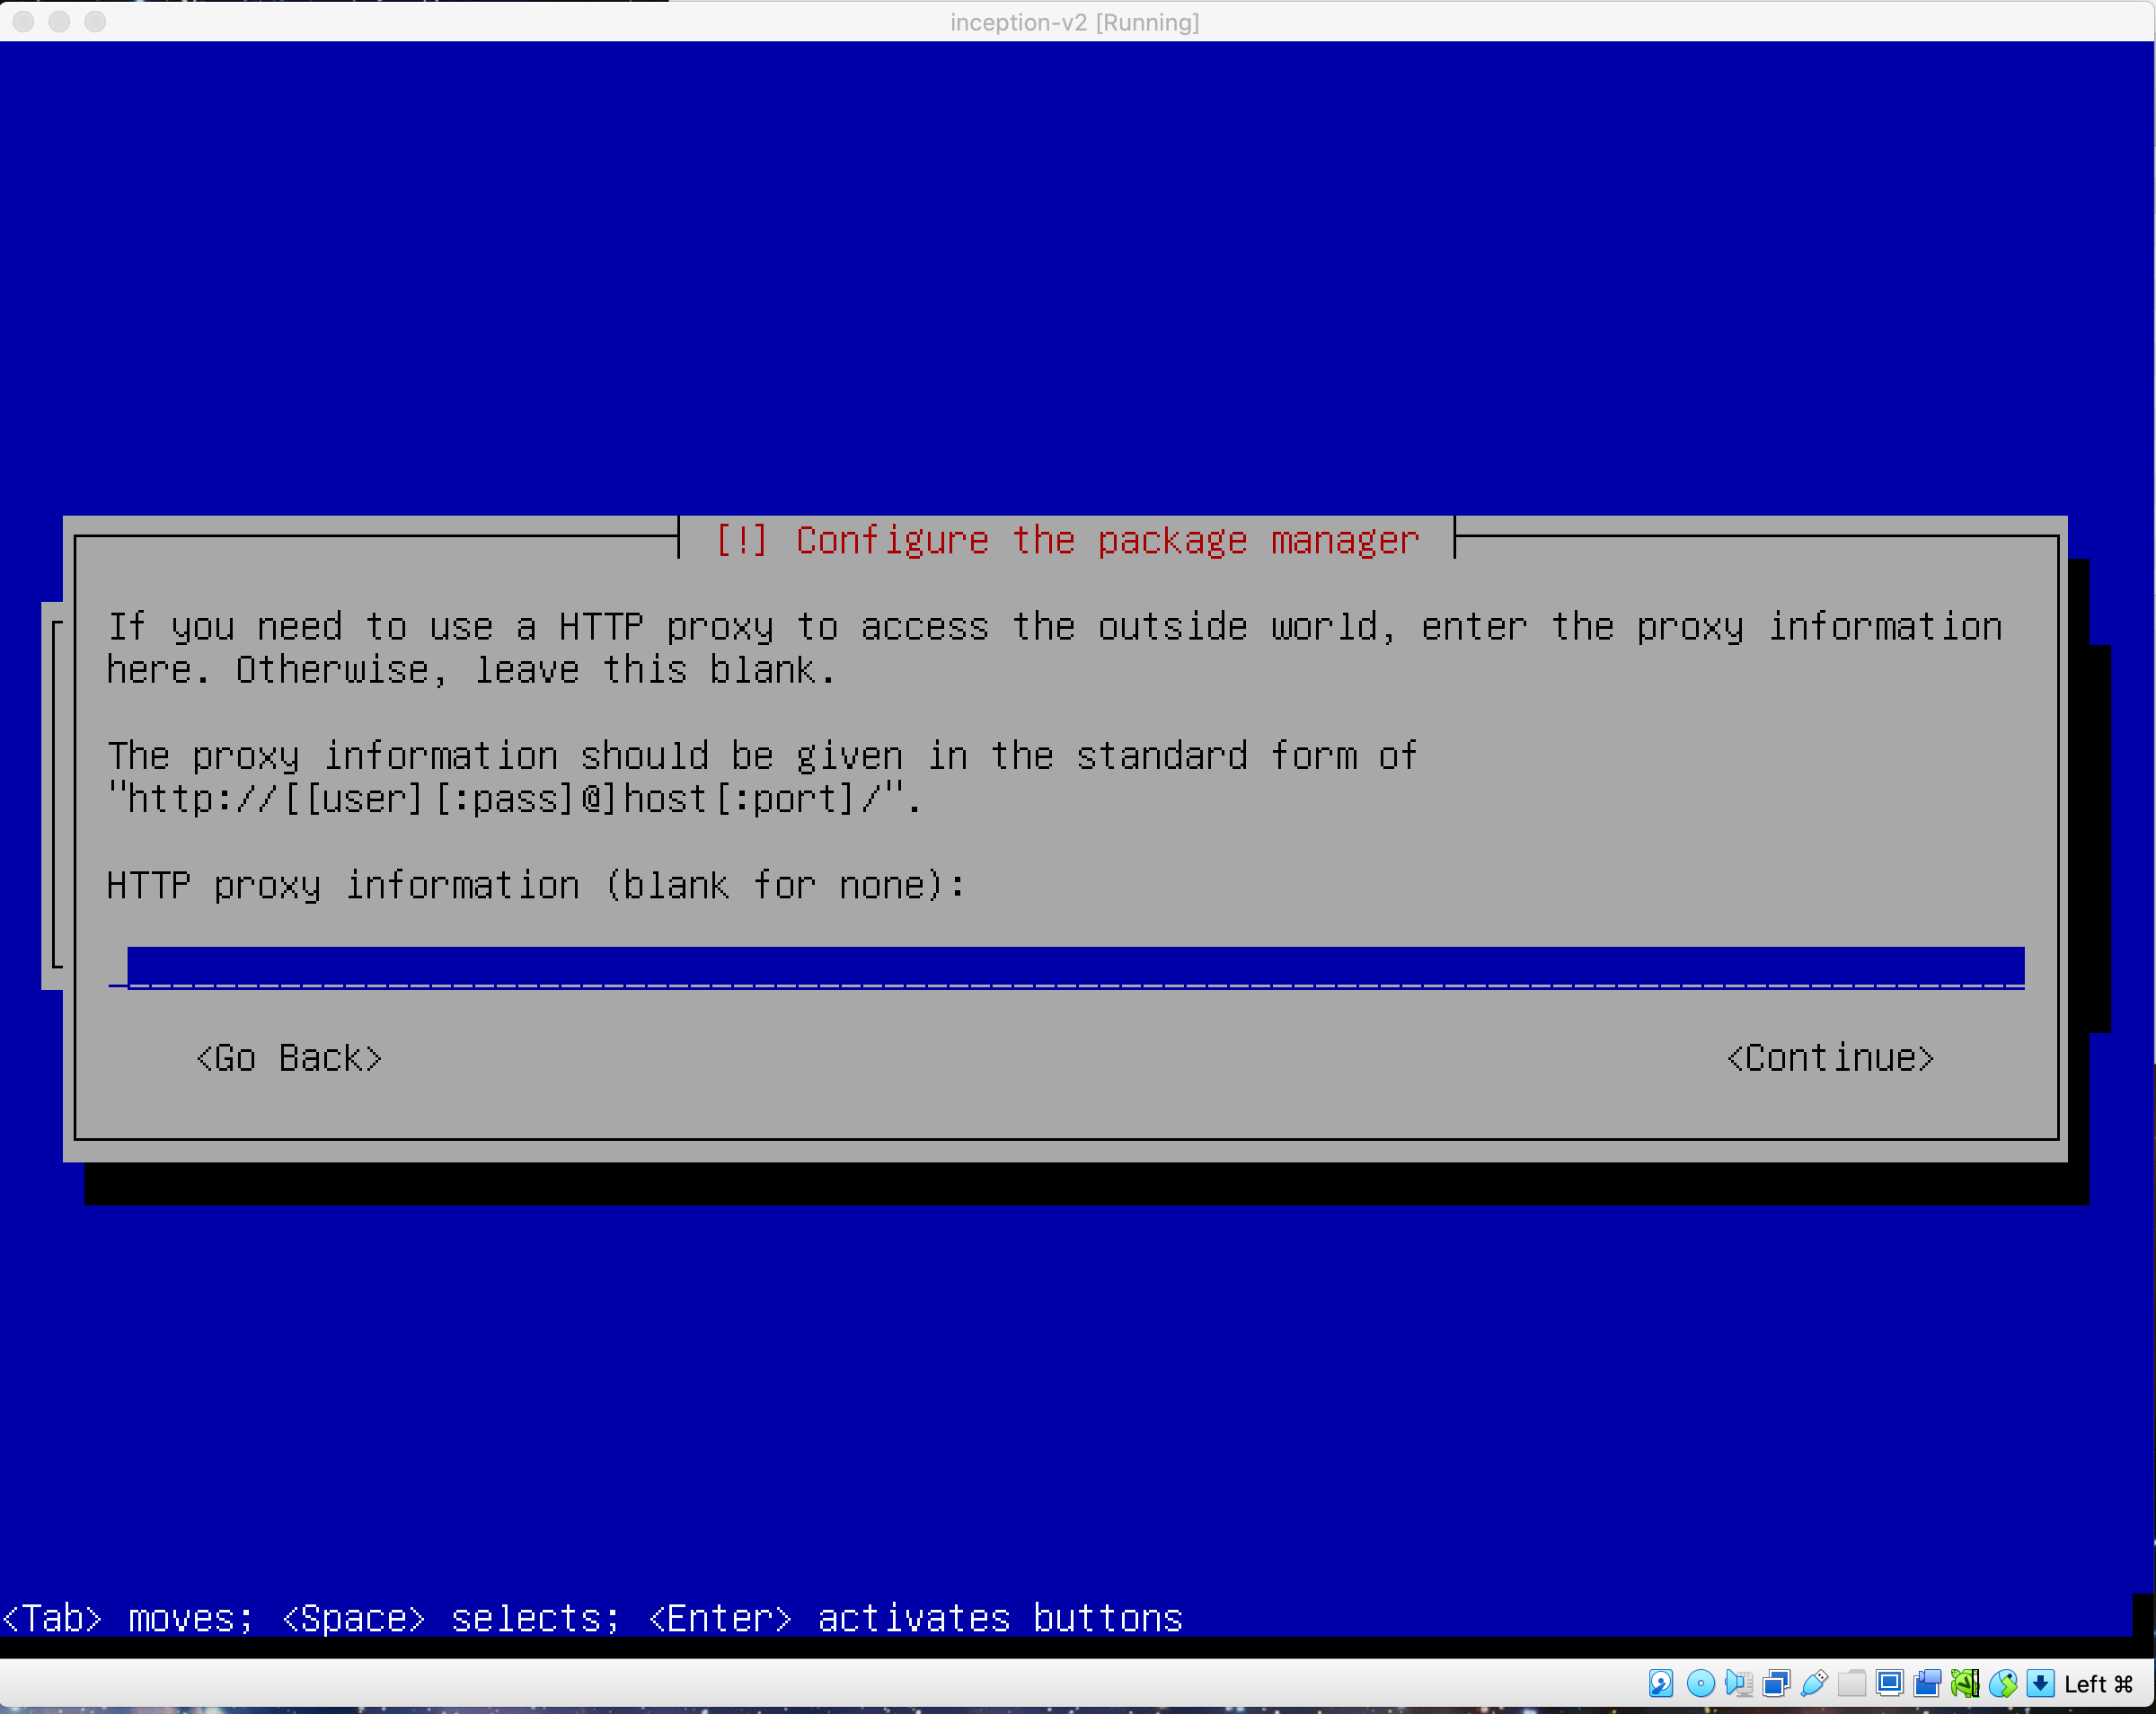 inception-v2 [Running]
[!] Configure the package manager
If you need to use a HTTP proxy to access the outside world, enter the proxy information
here. Otherwise, leave this blank.
The proxy information should be given in the standard form of
"http://[[user][:pass]@]host[:port]/".
HTTP proxy information (blank for none):
<Go Back>
<Continue>
<Tab> moves; <Space> selects; <Enter> activates buttons
Left ⌘